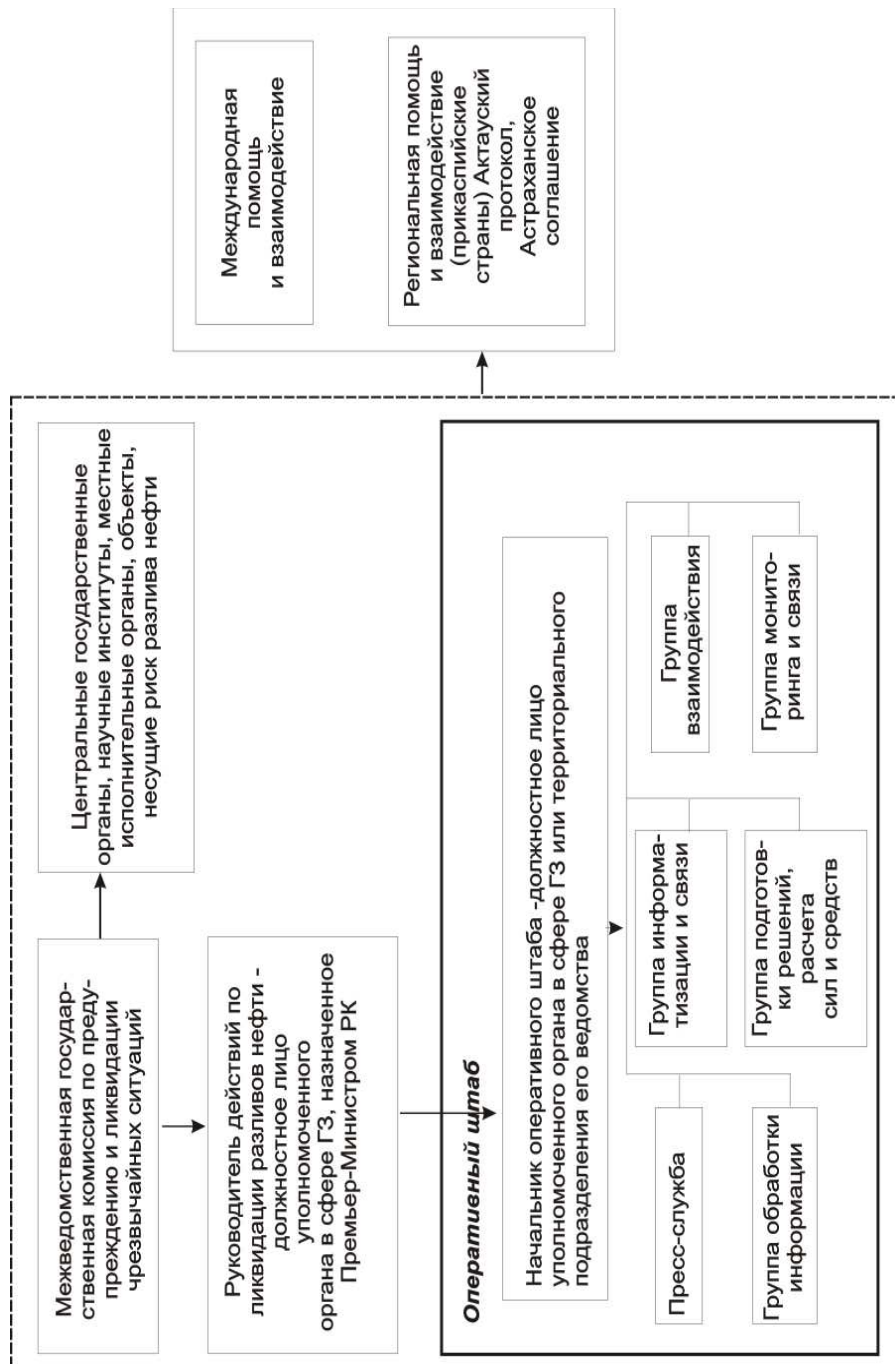 Межведомственная государ-
ственная комиссия по преду-
преждению и ликвидации
чрезвычайных ситуаций
Центральные государственные
органы, научные институты, местные
исполнительные органы, объекты,
несущие риск разлива нефти
Руководитель действий по
ликвидации разливов нефти -
должностное лицо
уполномоченного
органа в сфере ГЗ, назначенное
Премьер-Министром РК
Оперативный штаб
Начальник оперативного штаба -должностное лицо
уполномоченного органа в сфере ГЗ или территориального
подразделения его ведомства
Пресс-служба
Группа обработки
информации
Группа информа-
тизации и связи
Группа подготов-
ки решений,
расчета
сил и средств
Группа
взаимодействия
Группа монито-
ринга и связи
Международная
помощь
и взаимодействие
Региональная помощь
и взаимодействие
(прикаспийские
страны) Актауский
протокол,
Астраханское
соглашение